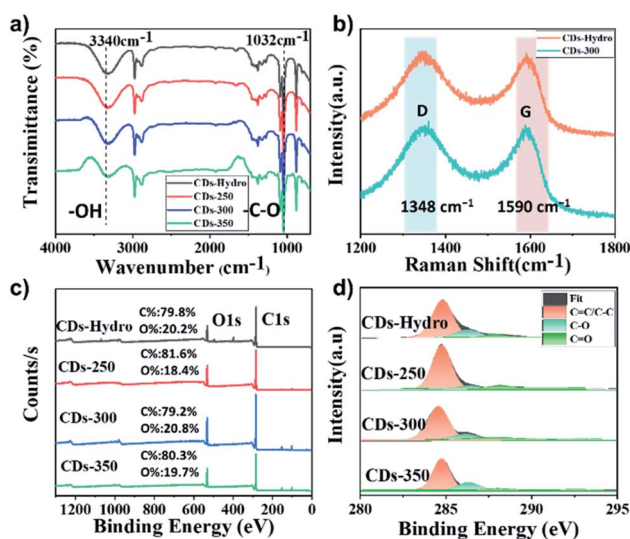 a)
3340cm-1
1032cm-1
Transimittance (%)
-OH
-C-O
CDs-Hydro
CDs-250
CDs-300
CDs-350
4000
3000
2000
1000
Wavenumber (cm-1)
b)
CDs-Hydro
CDs-300
Intensity(a.u.)
D
G
1348 cm-1
1590 cm-1
1200
1400
1600
1800
Raman Shift(cm-1)
c)
Counts/s
CDs-Hydro
C%:79.8%
O%:20.2%
O1s
C1s
CDs-250
C%:81.6%
O%:18.4%
CDs-300
C%:79.2%
O%:20.8%
CDs-350
C%:80.3%
O%:19.7%
1200
900
600
300
0
Binding Energy (eV)
d)
Intensity(a.u)
Fit
C=C/C-C
C-O
C=O
CDs-Hydro
CDs-250
CDs-300
CDs-350
280
285
290
295
Binding Energy (eV)